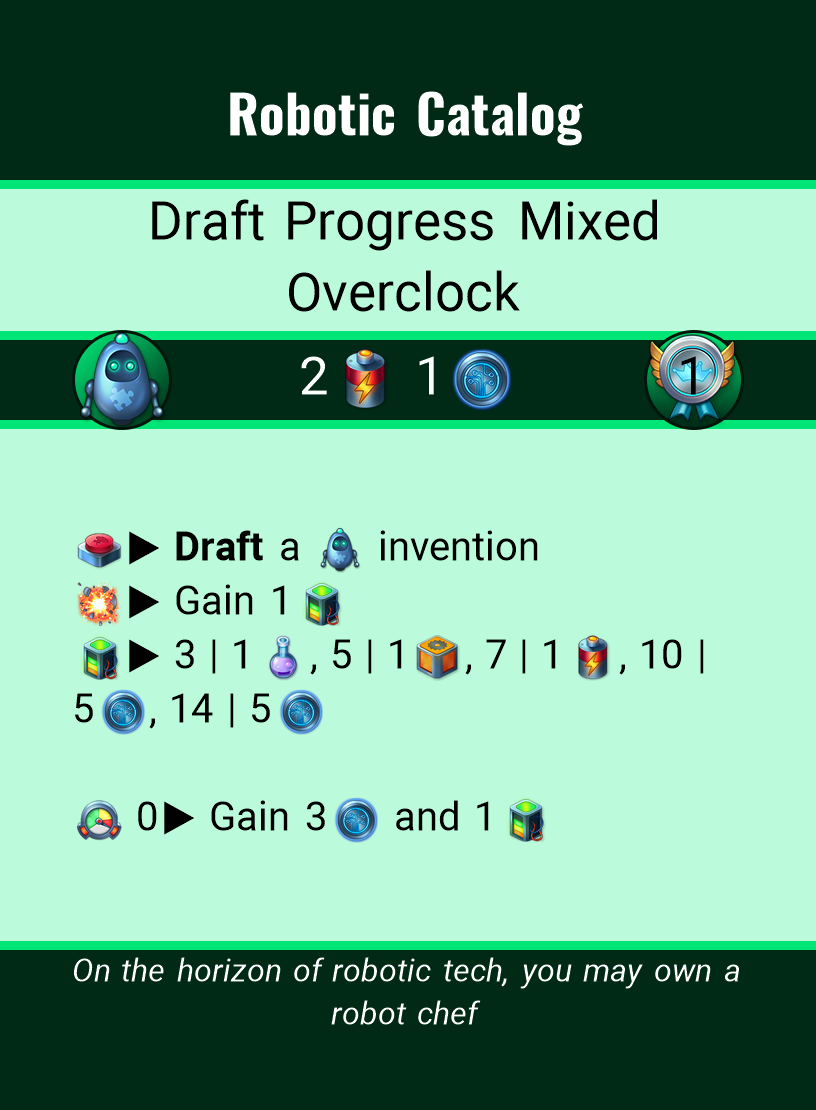 Robotic Catalog
Draft Progress Mixed
Overclock
2 1 1
▶ Draft a invention
▶ Gain 1
▶ 3 | 1 , 5 | 1 , 7 | 1 , 10 |
5 , 14 | 5
0▶ Gain 3 and 1
On the horizon of robotic tech, you may own a
robot chef